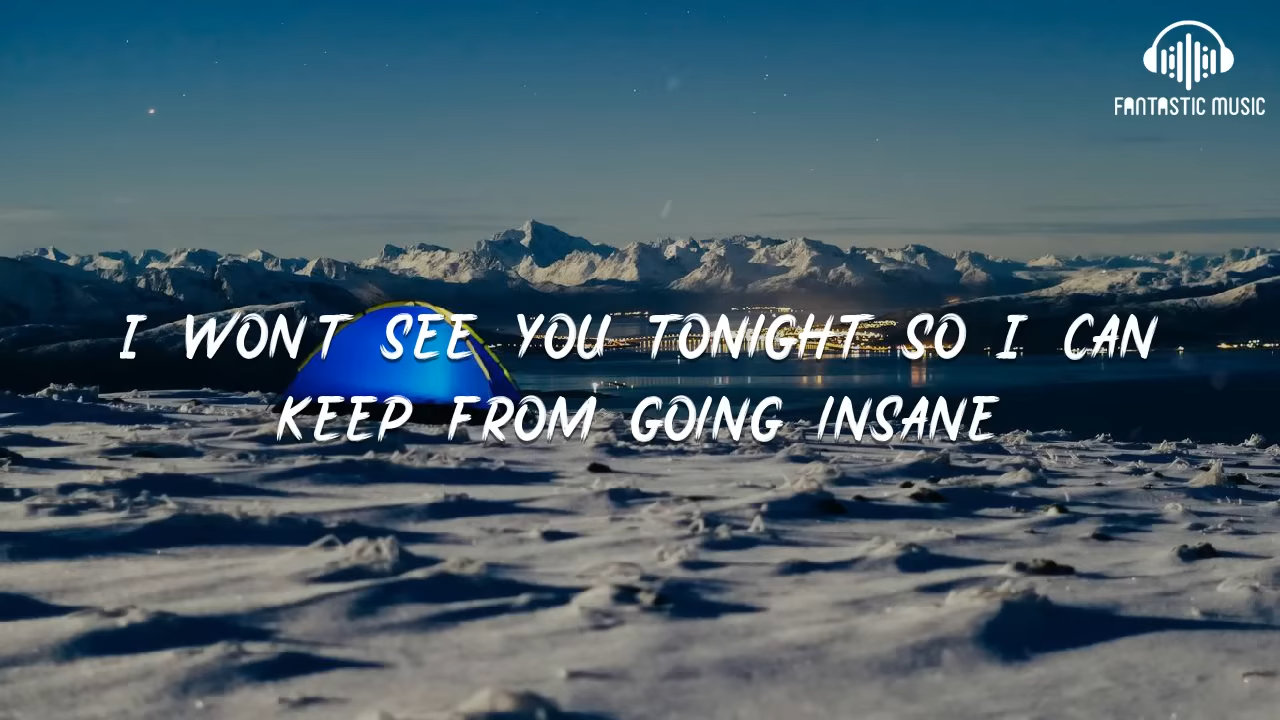 FANTASTIC MUSIC
I WONT SEE YOU TONIGHT SO I CAN
KEEP FROM GOING INSANE